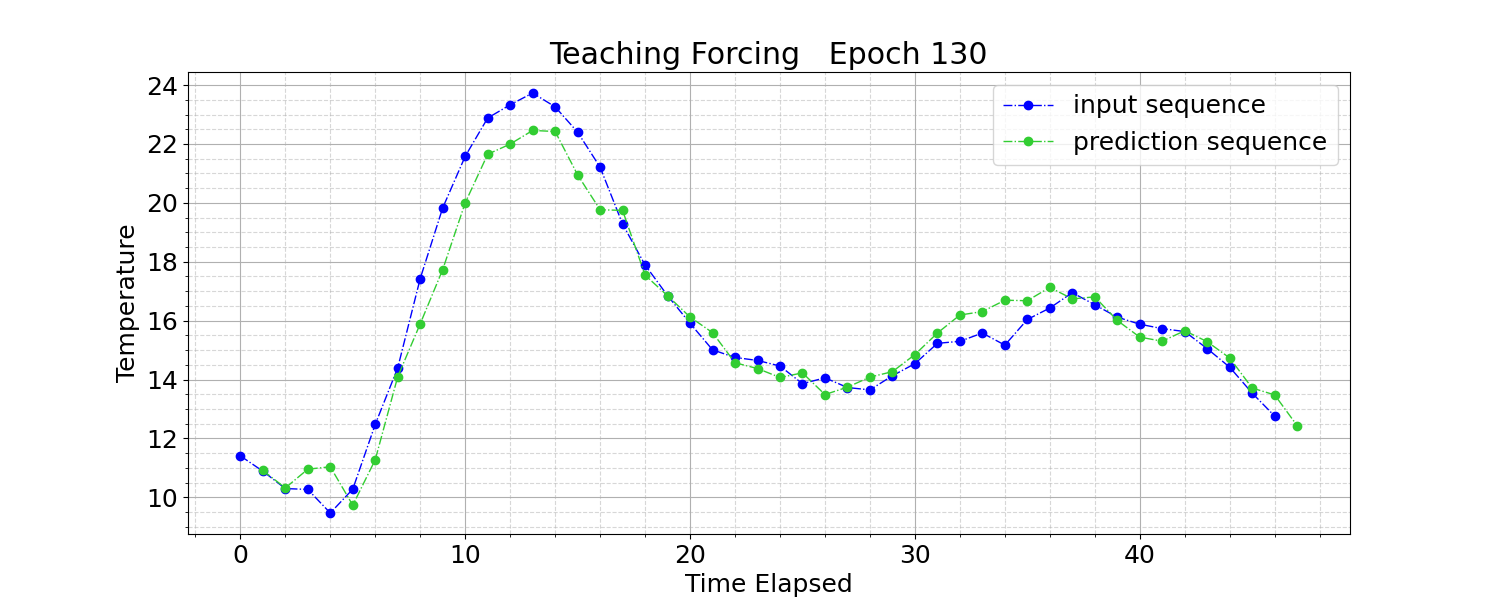 Teaching Forcing   Epoch 130
input sequence
prediction sequence
Temperature
24
22
20
18
16
14
12
10
0 10 20 30 40
Time Elapsed